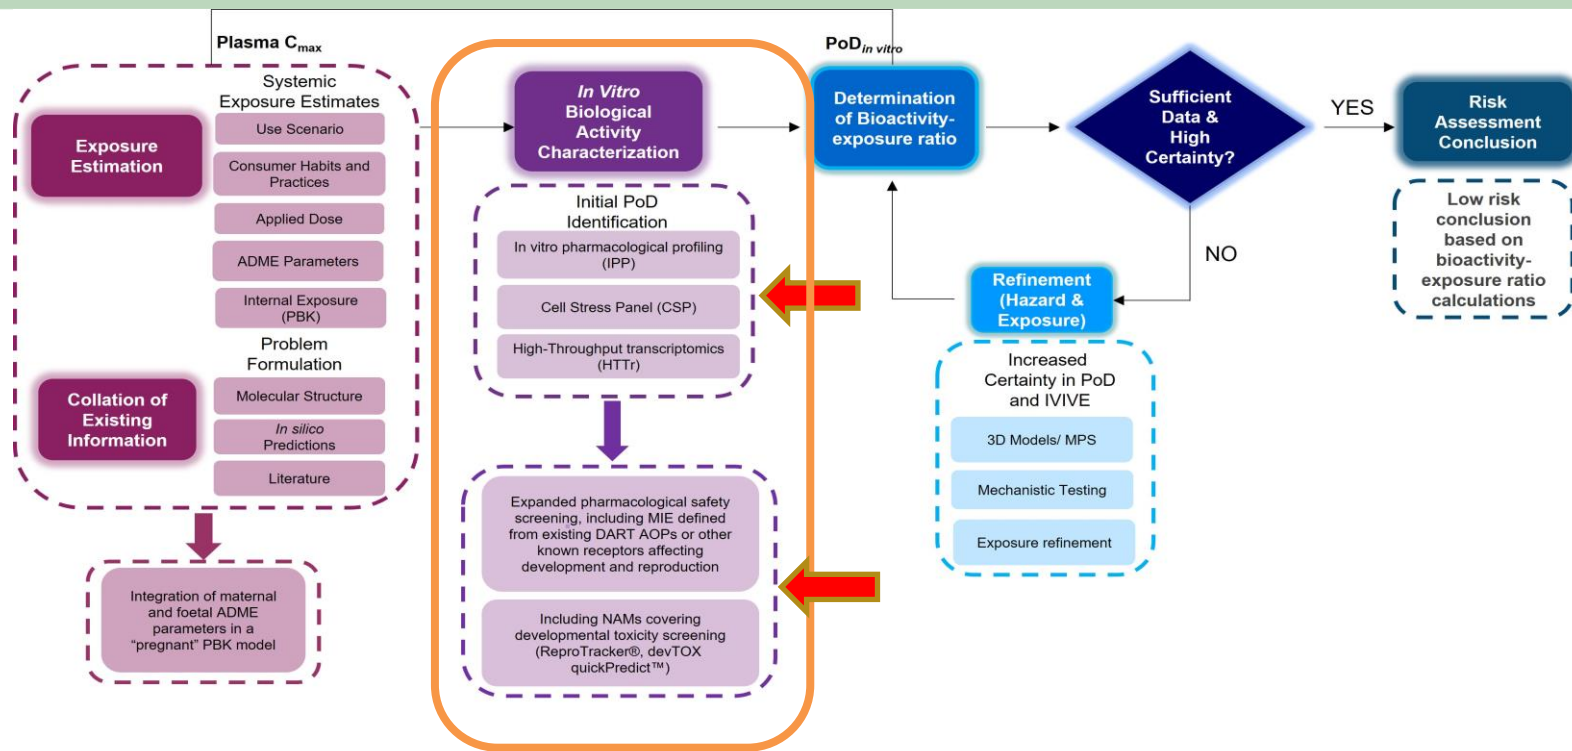 Plasma Cmax
PoDin vitro
Systemic
Exposure Estimates
Exposure
Estimation
Use Scenario
Consumer Habits and
Practices
Applied Dose
ADME Parameters
Internal Exposure
(PBK)
Problem
Formulation
Collation of
Existing
Information
Molecular Structure
In silico
Predictions
Literature
Integration of maternal
and foetal ADME
parameters in a
“pregnant” PBK model
In Vitro
Biological
Activity
Characterization
Initial PoD
Identification
In vitro pharmacological profiling
(IPP)
Cell Stress Panel (CSP)
High-Throughput transcriptomics
(HTTr)
Expanded pharmacological safety
screening, including MIE defined
from existing DART AOPs or other
known receptors affecting
development and reproduction
Including NAMs covering
developmental toxicity screening
(ReproTracker®, devTOX
quickPredict™)
Determination
of Bioactivity-
exposure ratio
Sufficient
Data &
High
Certainty?
YES
NO
Refinement
(Hazard &
Exposure)
Increased
Certainty in PoD
and IVIVE
3D Models/ MPS
Mechanistic Testing
Exposure refinement
Risk
Assessment
Conclusion
Low risk
conclusion
based on
bioactivity-
exposure ratio
calculations